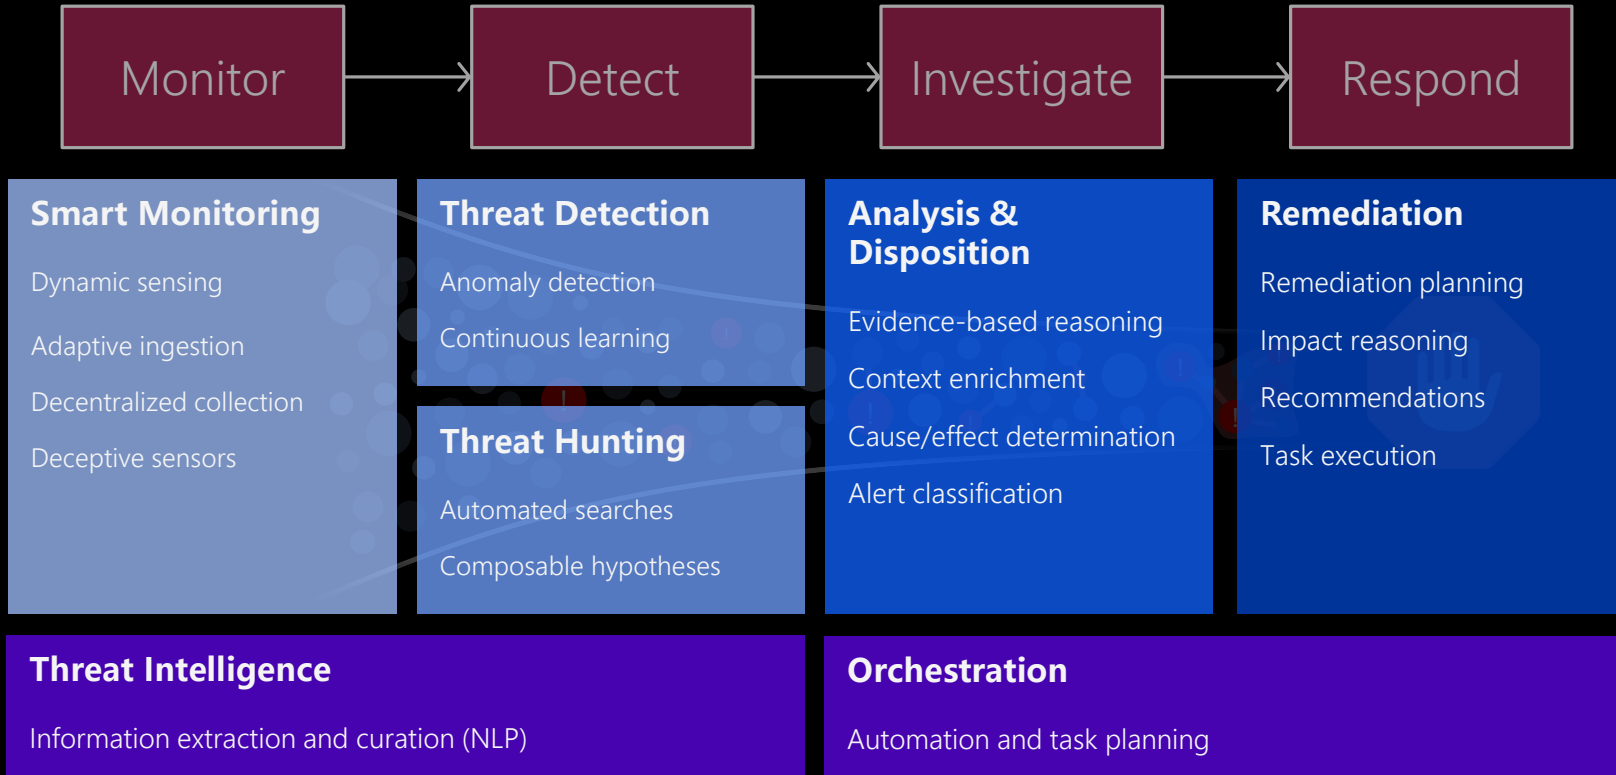 Monitor
Detect
Investigate
Respond
Smart Monitoring
Dynamic sensing
Adaptive ingestion
Decentralized collection
Deceptive sensors
Threat Detection
Anomaly detection
Continuous learning
Threat Hunting
Automated searches
Composable hypotheses
Analysis &
Disposition
Evidence-based reasoning
Context enrichment
Cause/effect determination
Alert classification
Remediation
Remediation planning
Impact reasoning
Recommendations
Task execution
Threat Intelligence
Information extraction and curation (NLP)
Orchestration
Automation and task planning